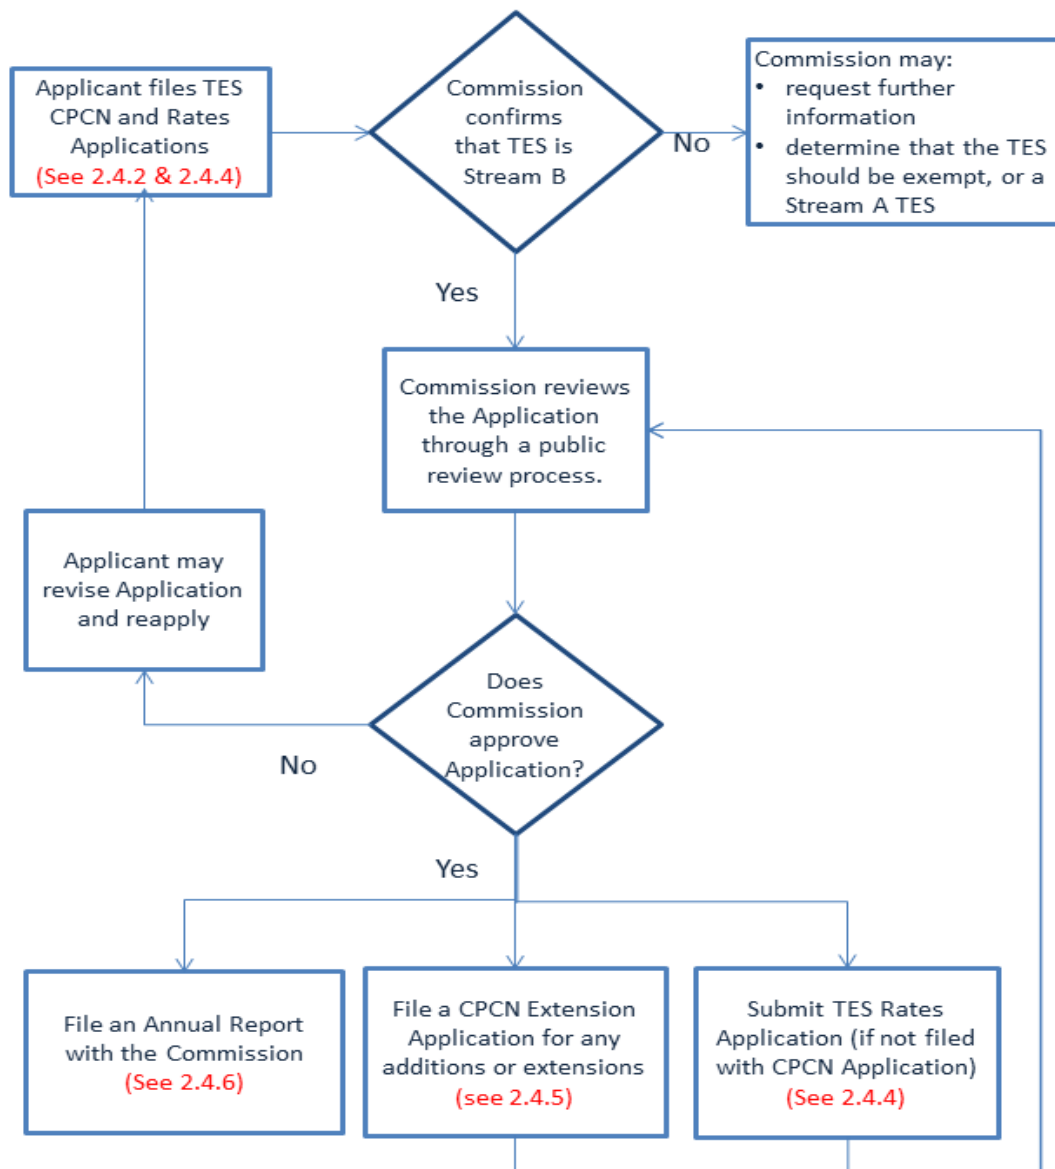 Applicant files TES
CPCN and Rates
Applications
(See 2.4.2 & 2.4.4)
Commission
confirms
that TES is
Stream B
No
Commission may:
• request further
information
• determine that the TES
should be exempt, or a
Stream A TES
Yes
Commission reviews
the Application
through a public
review process.
Applicant may
revise Application
and reapply
Does
Commission
approve
Application?
No
Yes
File an Annual Report
with the Commission
(See 2.4.6)
File a CPCN Extension
Application for any
additions or extensions
(see 2.4.5)
Submit TES Rates
Application (if not filed
with CPCN Application)
(See 2.4.4)